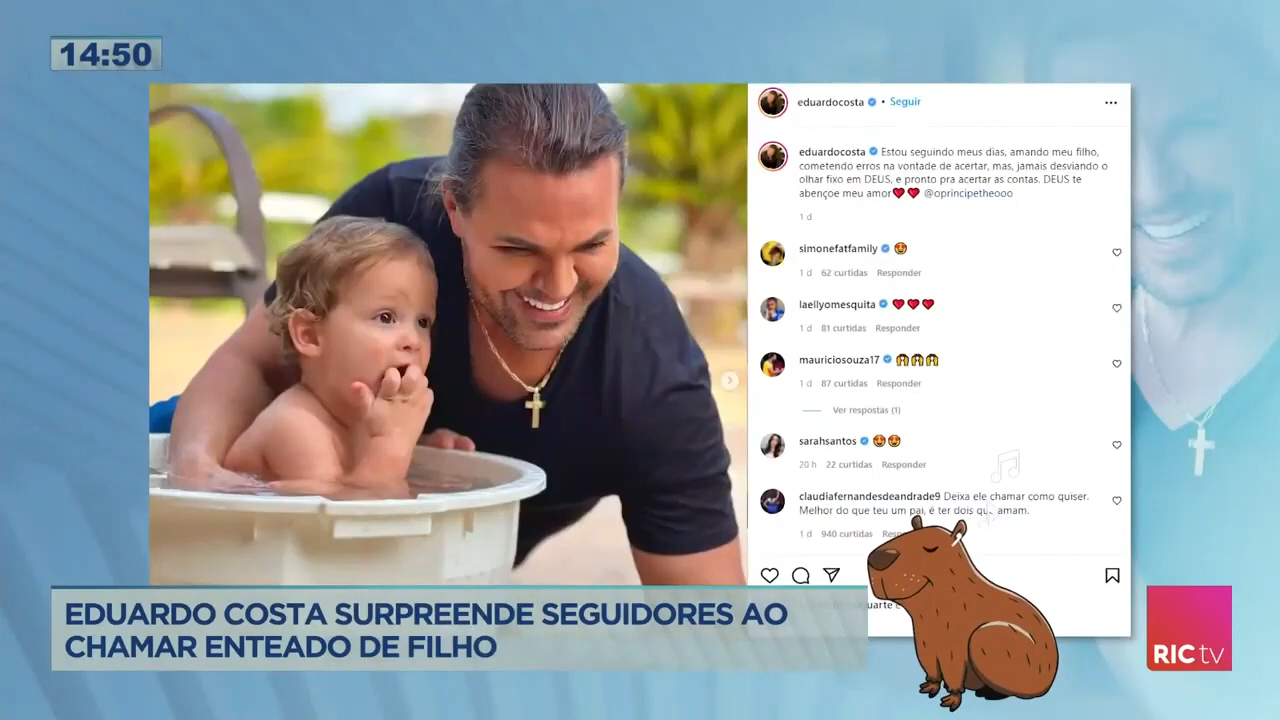 14:50
eduardocosta • Seguir
eduardocosta Estou seguindo meus dias, amando meu filho,
cometendo erros na vontade de acertar, mas, jamais desviando o
olhar fixo em DEUS, e pronto pra acertar as contas. DEUS te
abençoe meu amor❤️❤️ @oprincipetheooo
1 d
simonefatfamily 😍
1 d 62 curtidas Responder
laellyomesquita ❤️❤️❤️
1 d 81 curtidas Responder
mauriciosouza17 🙌🙌🙌
1 d 87 curtidas Responder
Ver respostas (1)
sarahsantos 😍😍
20 h 22 curtidas Responder
claudiafernandesdeandrade9 Deixa ele chamar como quiser.
Melhor do que teu um pai, é ter dois amam.
1 d 940 curtidas
EDUARDO COSTA SURPREENDE SEGUIDORES AO
CHAMAR ENTEADO DE FILHO
RIC tv